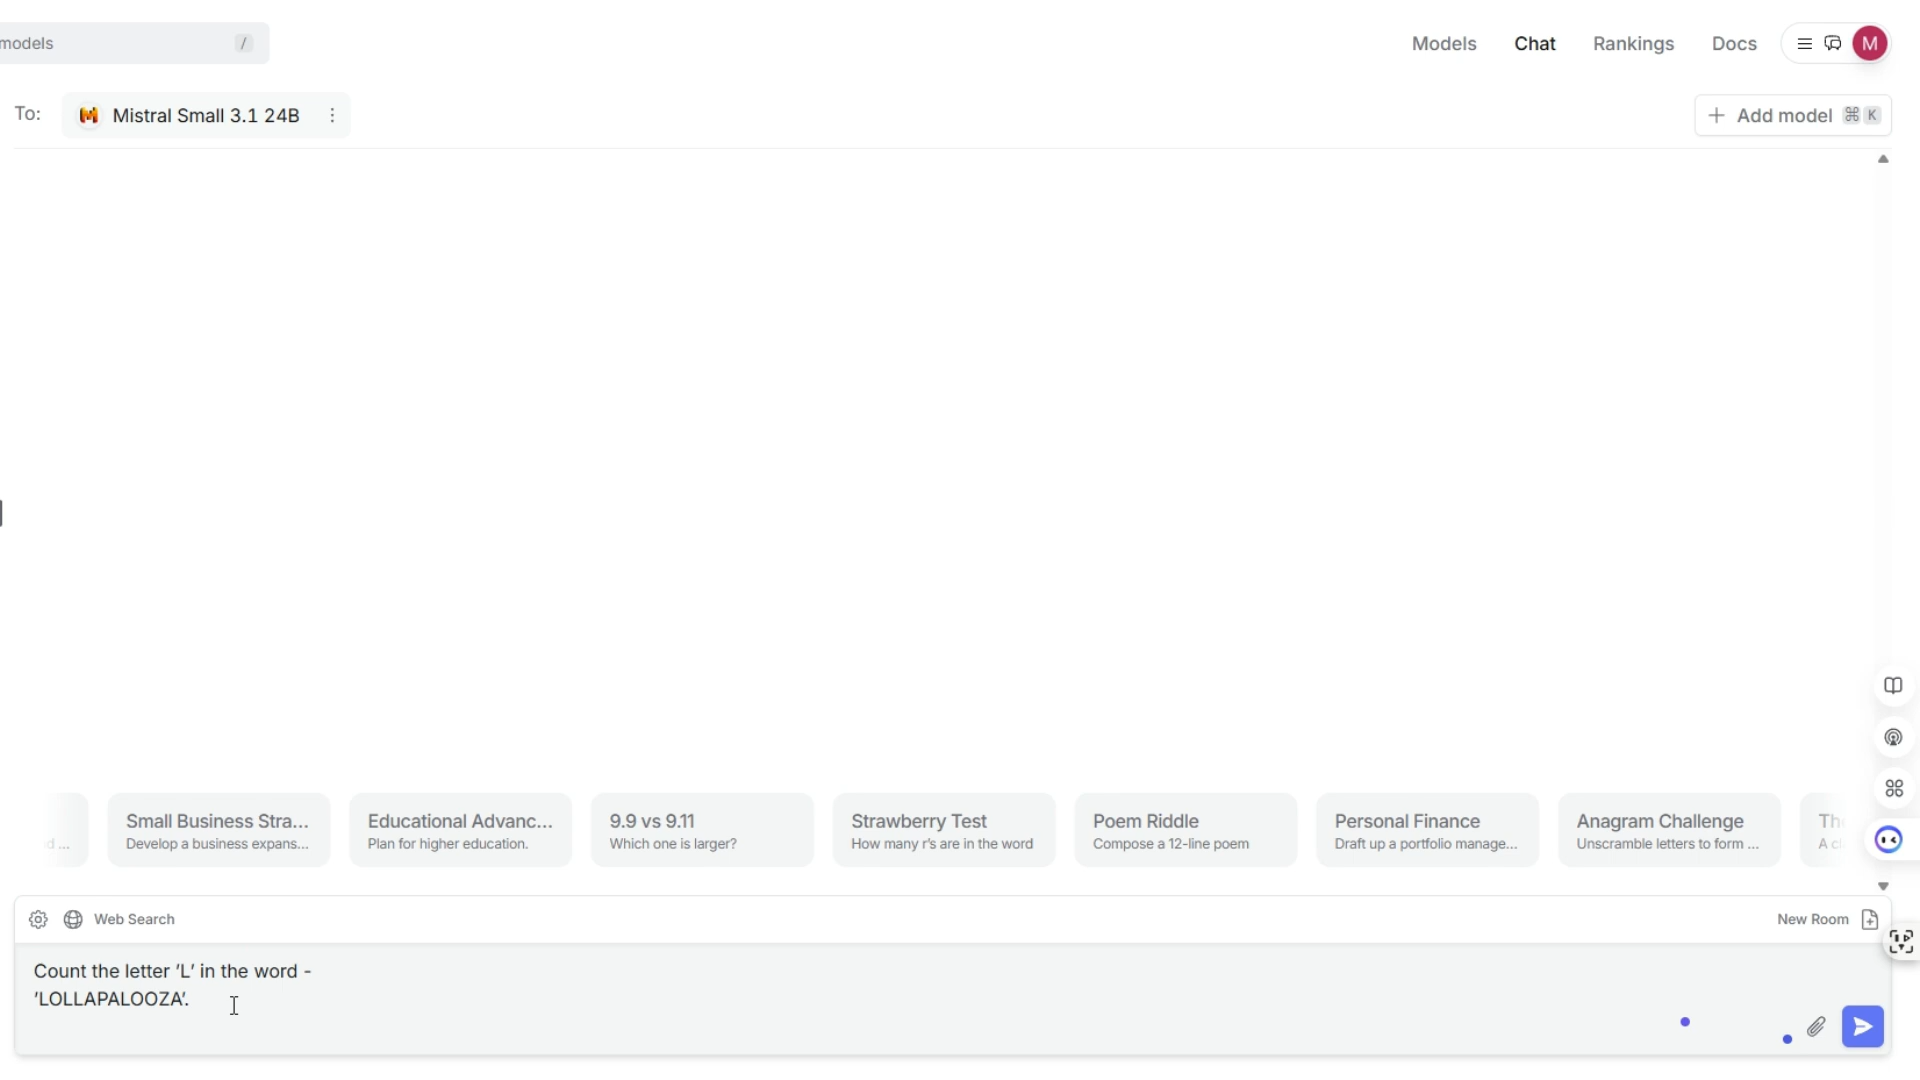 models /
Models Chat Rankings Docs M
To: Mistral Small 3.1 24B
+ Add model ⌘ K
Small Business Stra...
Develop a business expans...
Educational Advanc...
Plan for higher education.
9.9 vs 9.11
Which one is larger?
Strawberry Test
How many r's are in the word
Poem Riddle
Compose a 12-line poem
Personal Finance
Draft up a portfolio manage...
Anagram Challenge
Unscramble letters to form ...
Web Search
New Room
Count the letter 'L' in the word -
'LOLLAPALOOZA'.